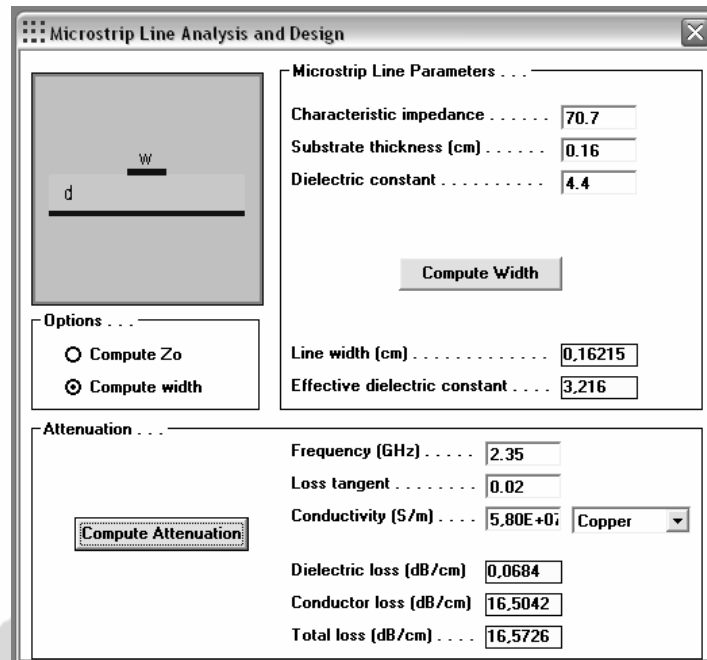 Microstrip Line Analysis and Design
w
d
Microstrip Line Parameters . . .
Characteristic impedance . . . . . . 70.7
Substrate thickness (cm) . . . . . . 0.16
Dielectric constant . . . . . . . . . . 4.4
Compute Width
Line width (cm) . . . . . . . . . . . . . 0,16215
Effective dielectric constant . . . . 3,216
Options . . .
Compute Zo
Compute width
Attenuation . . .
Compute Attenuation
Frequency (GHz) . . . . . 2.35
Loss tangent . . . . . . . . 0.02
Conductivity (S/m) . . . . 5,80E+07 Copper
Dielectric loss (dB/cm) 0,0684
Conductor loss (dB/cm) 16,5042
Total loss (dB/cm) . . . . 16,5726